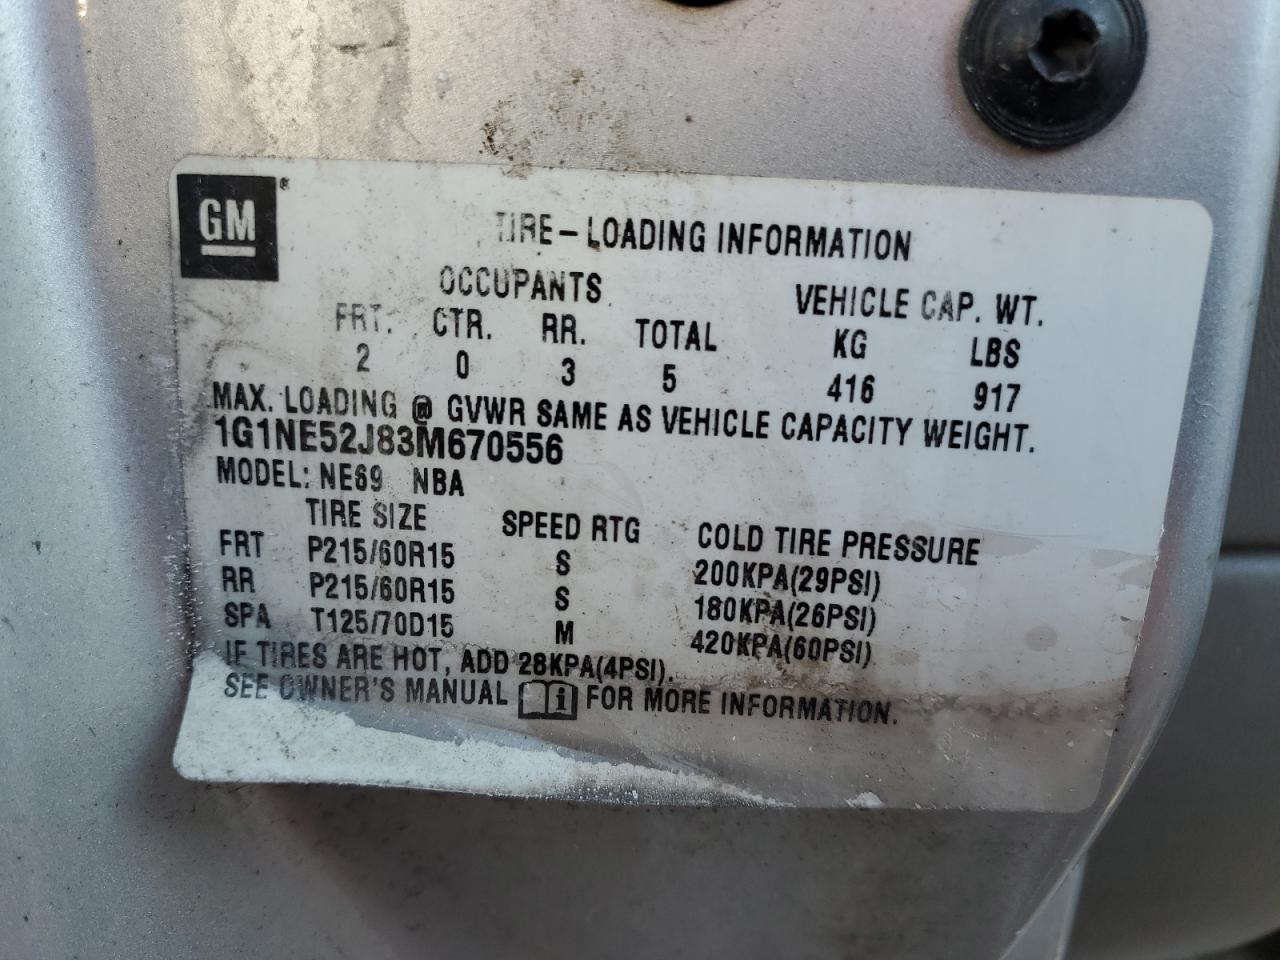 GM ®
TIRE-LOADING INFORMATION
OCCUPANTS VEHICLE CAP. WT.
FRT. CTR. RR. TOTAL KG LBS
2 0 3 5 416 917
MAX. LOADING @ GVWR SAME AS VEHICLE CAPACITY WEIGHT.
1G1NE52J83M670556
MODEL: NE69 NBA
TIRE SIZE SPEED RTG COLD TIRE PRESSURE
FRT P215/60R15 S 200KPA(29PSI)
RR P215/60R15 S 180KPA(26PSI)
SPA T125/70D15 M 420KPA(60PSI)
IF TIRES ARE HOT, ADD 28KPA(4PSI).
SEE OWNER'S MANUAL i FOR MORE INFORMATION.